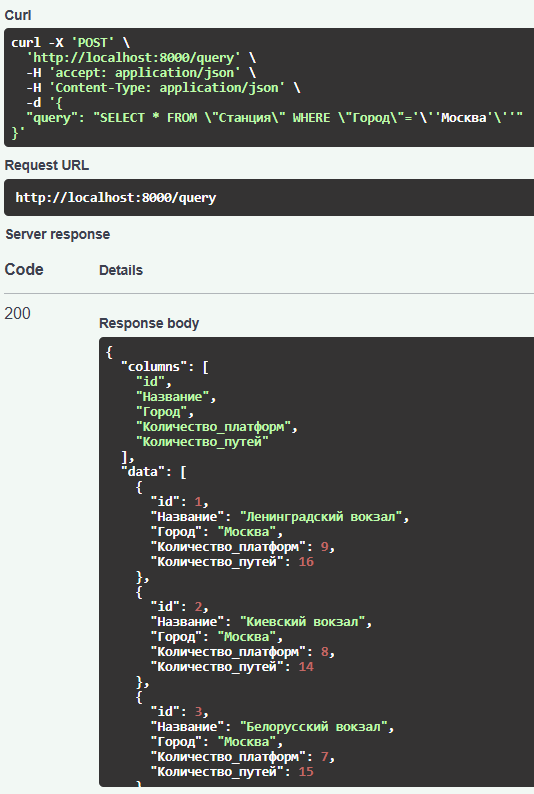 Curl
curl -X 'POST' \
'http://localhost:8000/query' \
-H 'accept: application/json' \
-H 'Content-Type: application/json' \
-d '{
"query": "SELECT * FROM \"Станция\" WHERE \"Город\"='\''Москва'\''"
}'
Request URL
http://localhost:8000/query
Server response
Code Details
200
Response body
{
"columns": [
"id",
"Название",
"Город",
"Количество_платформ",
"Количество_путей"
],
"data": [
{
"id": 1,
"Название": "Ленинградский вокзал",
"Город": "Москва",
"Количество_платформ": 9,
"Количество_путей": 16
},
{
"id": 2,
"Название": "Киевский вокзал",
"Город": "Москва",
"Количество_платформ": 8,
"Количество_путей": 14
},
{
"id": 3,
"Название": "Белорусский вокзал",
"Город": "Москва",
"Количество_платформ": 7,
"Количество_путей": 15